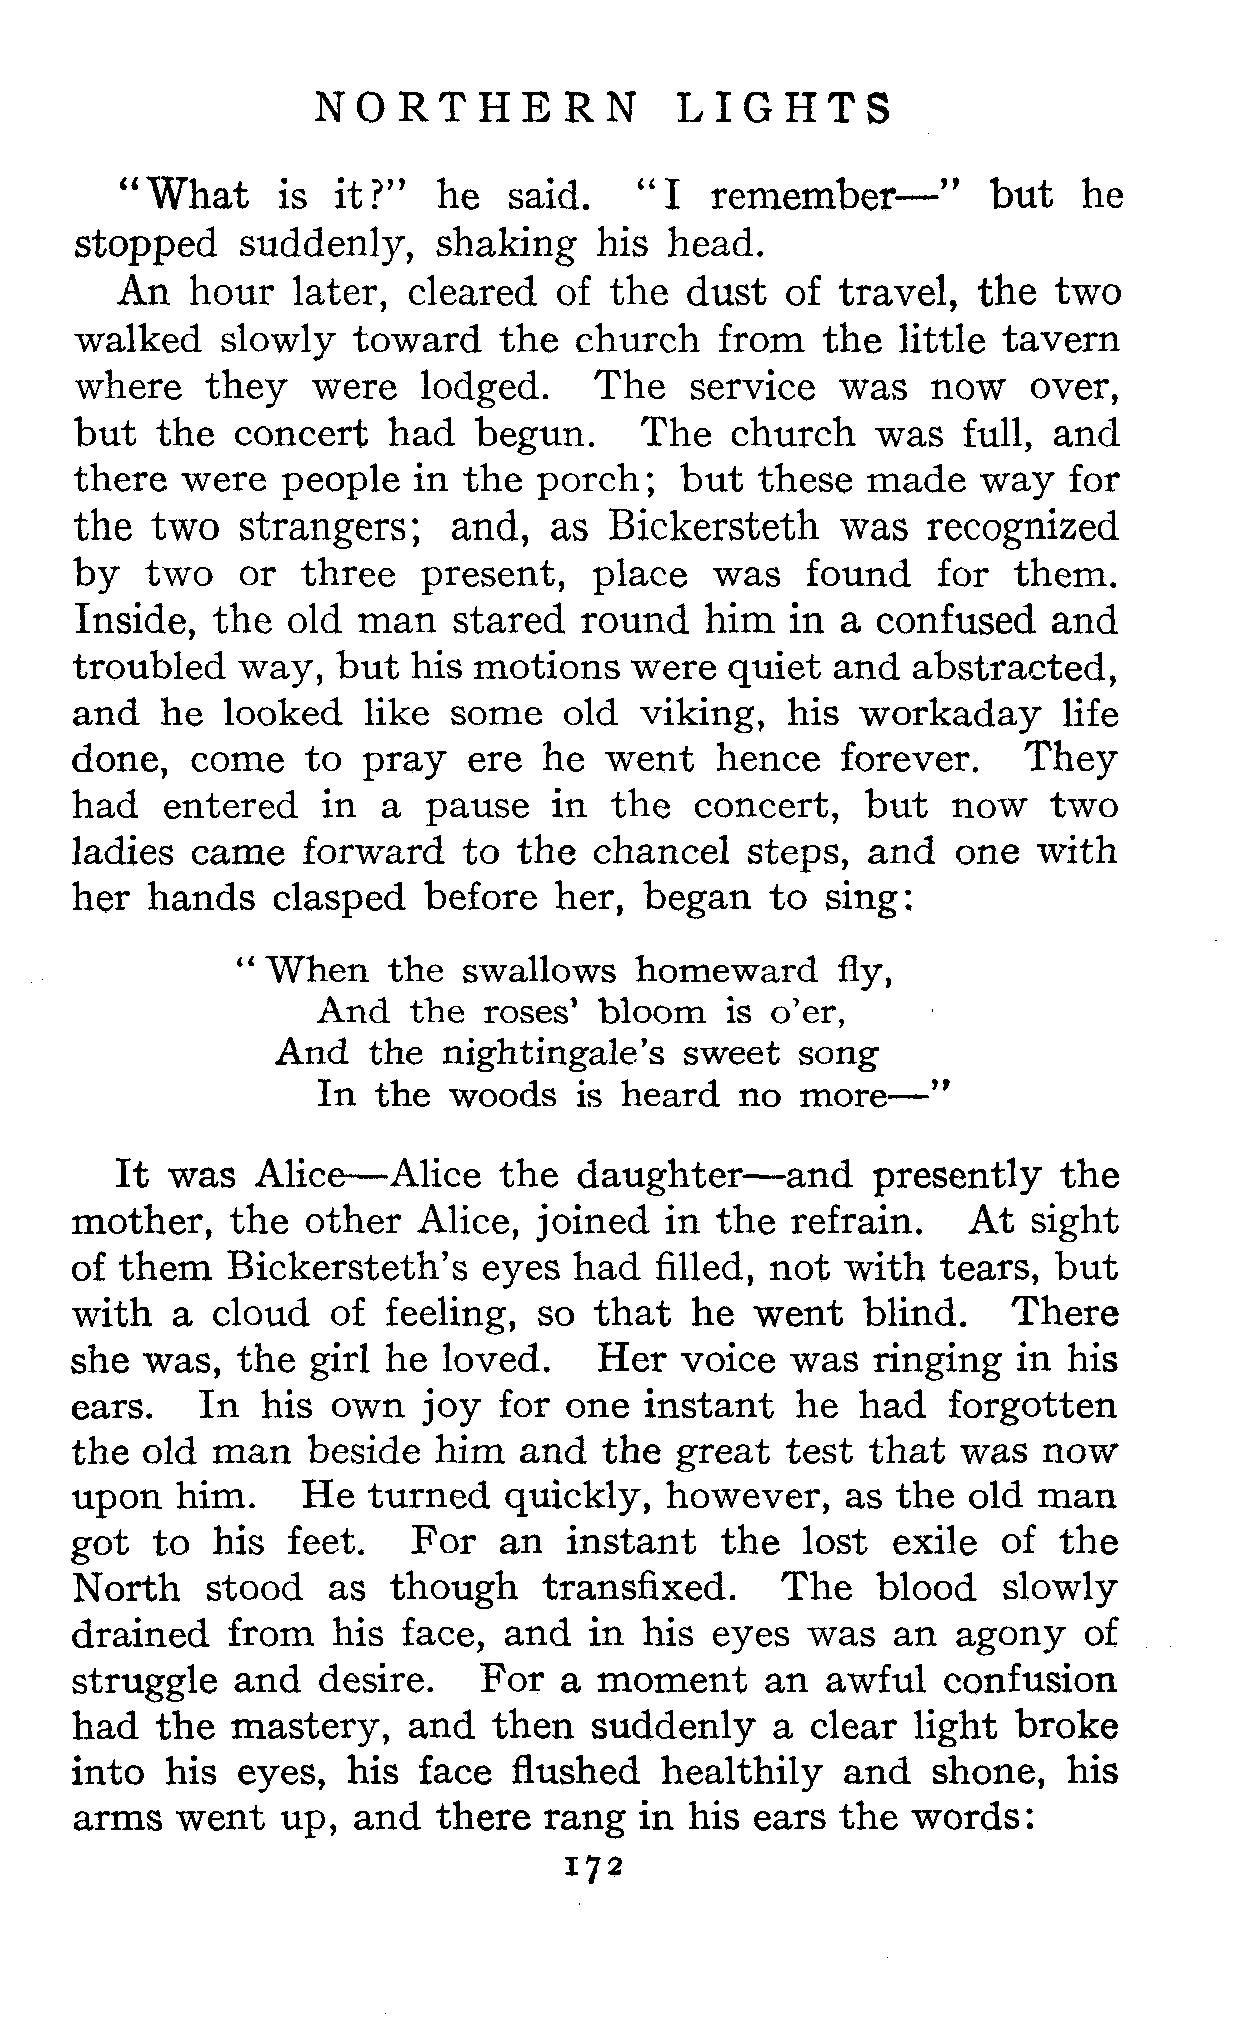 NORTHERN LIGHTS
"What is it?" he said. "I remember—" but he
stopped suddenly, shaking his head.
An hour later, cleared of the dust of travel, the two
walked slowly toward the church from the little tavern
where they were lodged. The service was now over,
but the concert had begun. The church was full, and
there were people in the porch; but these made way for
the two strangers; and, as Bickersteth was recognized
by two or three present, place was found for them.
Inside, the old man stared round him in a confused and
troubled way, but his motions were quiet and abstracted,
and he looked like some old viking, his workaday life
done, come to pray ere he went hence forever. They
had entered in a pause in the concert, but now two
ladies came forward to the chancel steps, and one with
her hands clasped before her, began to sing:
"When the swallows homeward fly,
And the roses' bloom is o'er,
And the nightingale's sweet song
In the woods is heard no more—"
It was Alice—Alice the daughter—and presently the
mother, the other Alice, joined in the refrain. At sight
of them Bickersteth's eyes had filled, not with tears, but
with a cloud of feeling, so that he went blind. There
she was, the girl he loved. Her voice was ringing in his
ears. In his own joy for one instant he had forgotten
the old man beside him and the great test that was now
upon him. He turned quickly, however, as the old man
got to his feet. For an instant the lost exile of the
North stood as though transfixed. The blood slowly
drained from his face, and in his eyes was an agony of
struggle and desire. For a moment an awful confusion
had the mastery, and then suddenly a clear light broke
into his eyes, his face flushed healthily and shone, his
arms went up, and there rang in his ears the words:
172